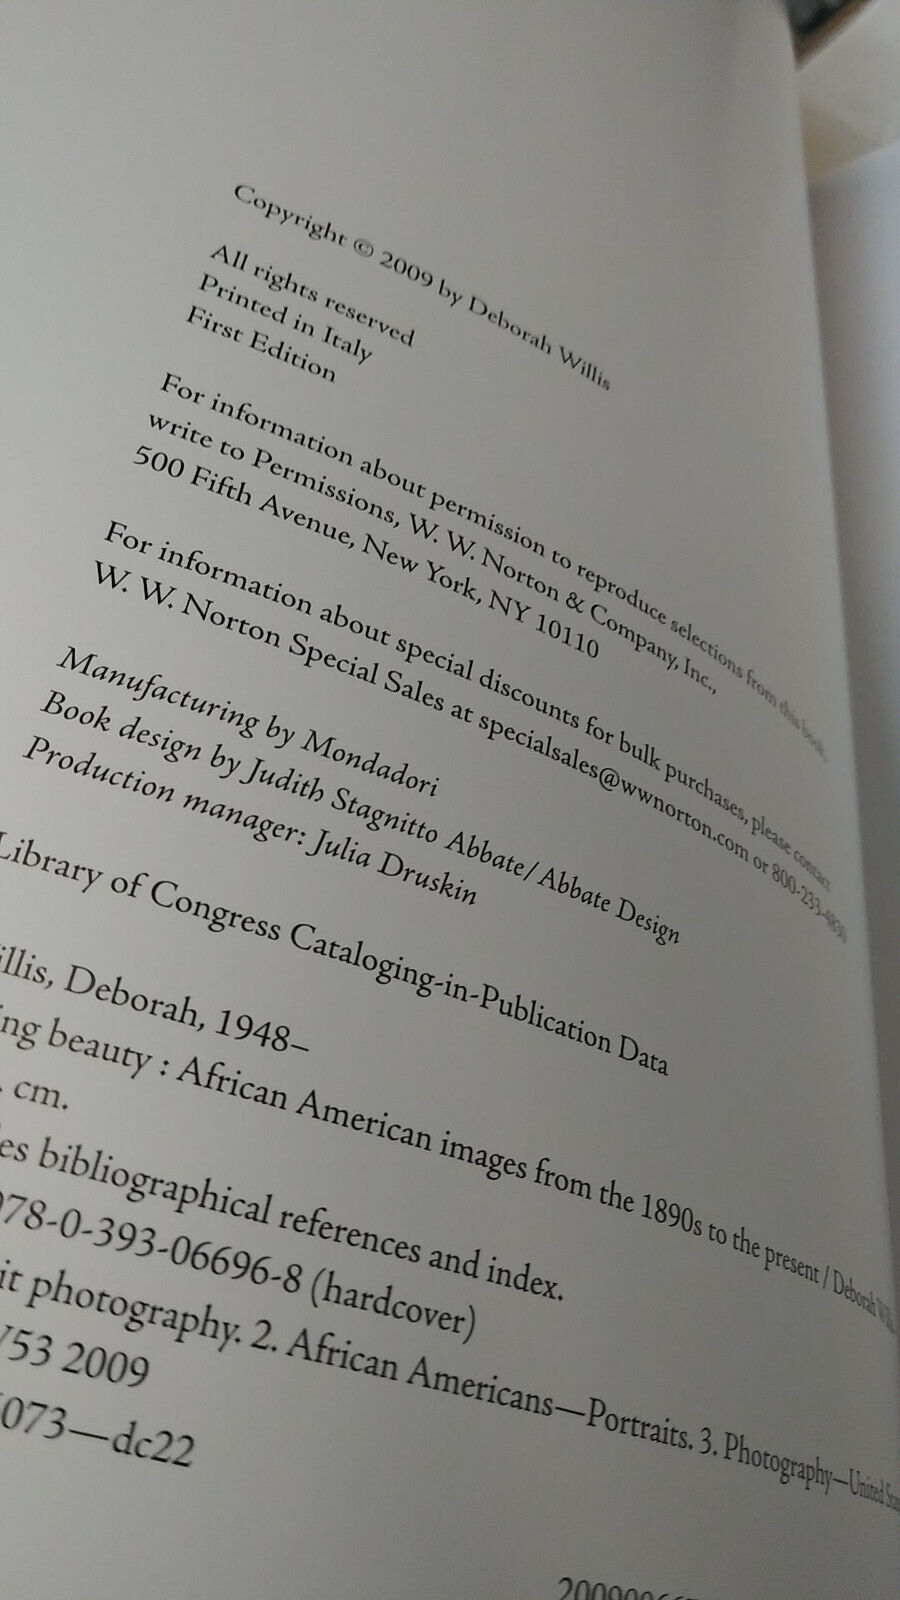 Copyright © 2009 by Deborah Willis
All rights reserved
Printed in Italy
First Edition
For information about permission to reproduce selections from this book,
write to Permissions, W. W. Norton & Company, Inc.,
500 Fifth Avenue, New York, NY 10110
For information about special discounts for bulk purchases, please contact
W. W. Norton Special Sales at specialsales@wwnorton.com or 800-233-4830
Manufacturing by Mondadori
Book design by Judith Stagnitto Abbate/Abbate Design
Production manager: Julia Druskin
Library of Congress Cataloging-in-Publication Data
illis, Deborah, 1948–
ing beauty : African American images from the 1890s to the present / Deborah Willis
. cm.
es bibliographical references and index.
978-0-393-06696-8 (hardcover)
it photography. 2. African Americans—Portraits. 3. Photography—United
53 2009
073—dc22